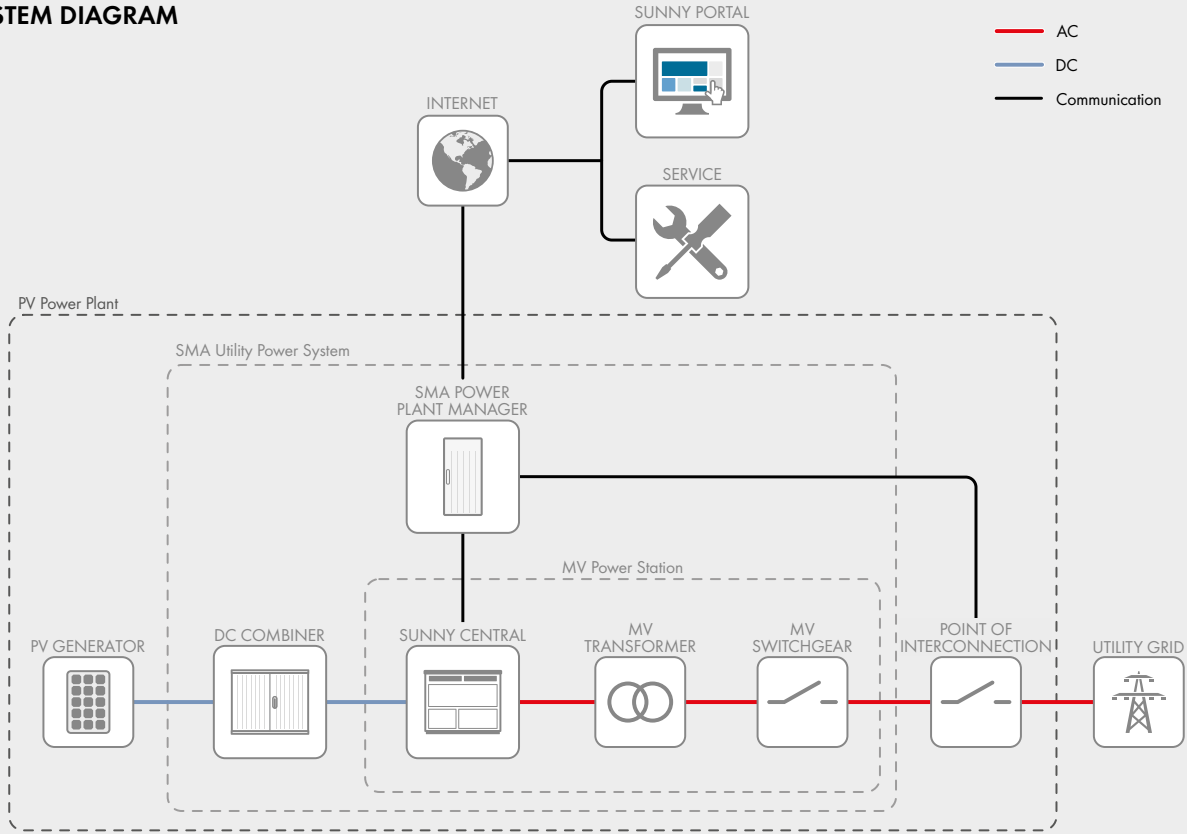 STEM DIAGRAM
SUNNY PORTAL
AC
DC
Communication
INTERNET
SERVICE
PV Power Plant
SMA Utility Power System
SMA POWER
PLANT MANAGER
MV Power Station
PV GENERATOR
DC COMBINER
SUNNY CENTRAL
MV
TRANSFORMER
MV
SWITCHGEAR
POINT OF
INTERCONNECTION
UTILITY GRID